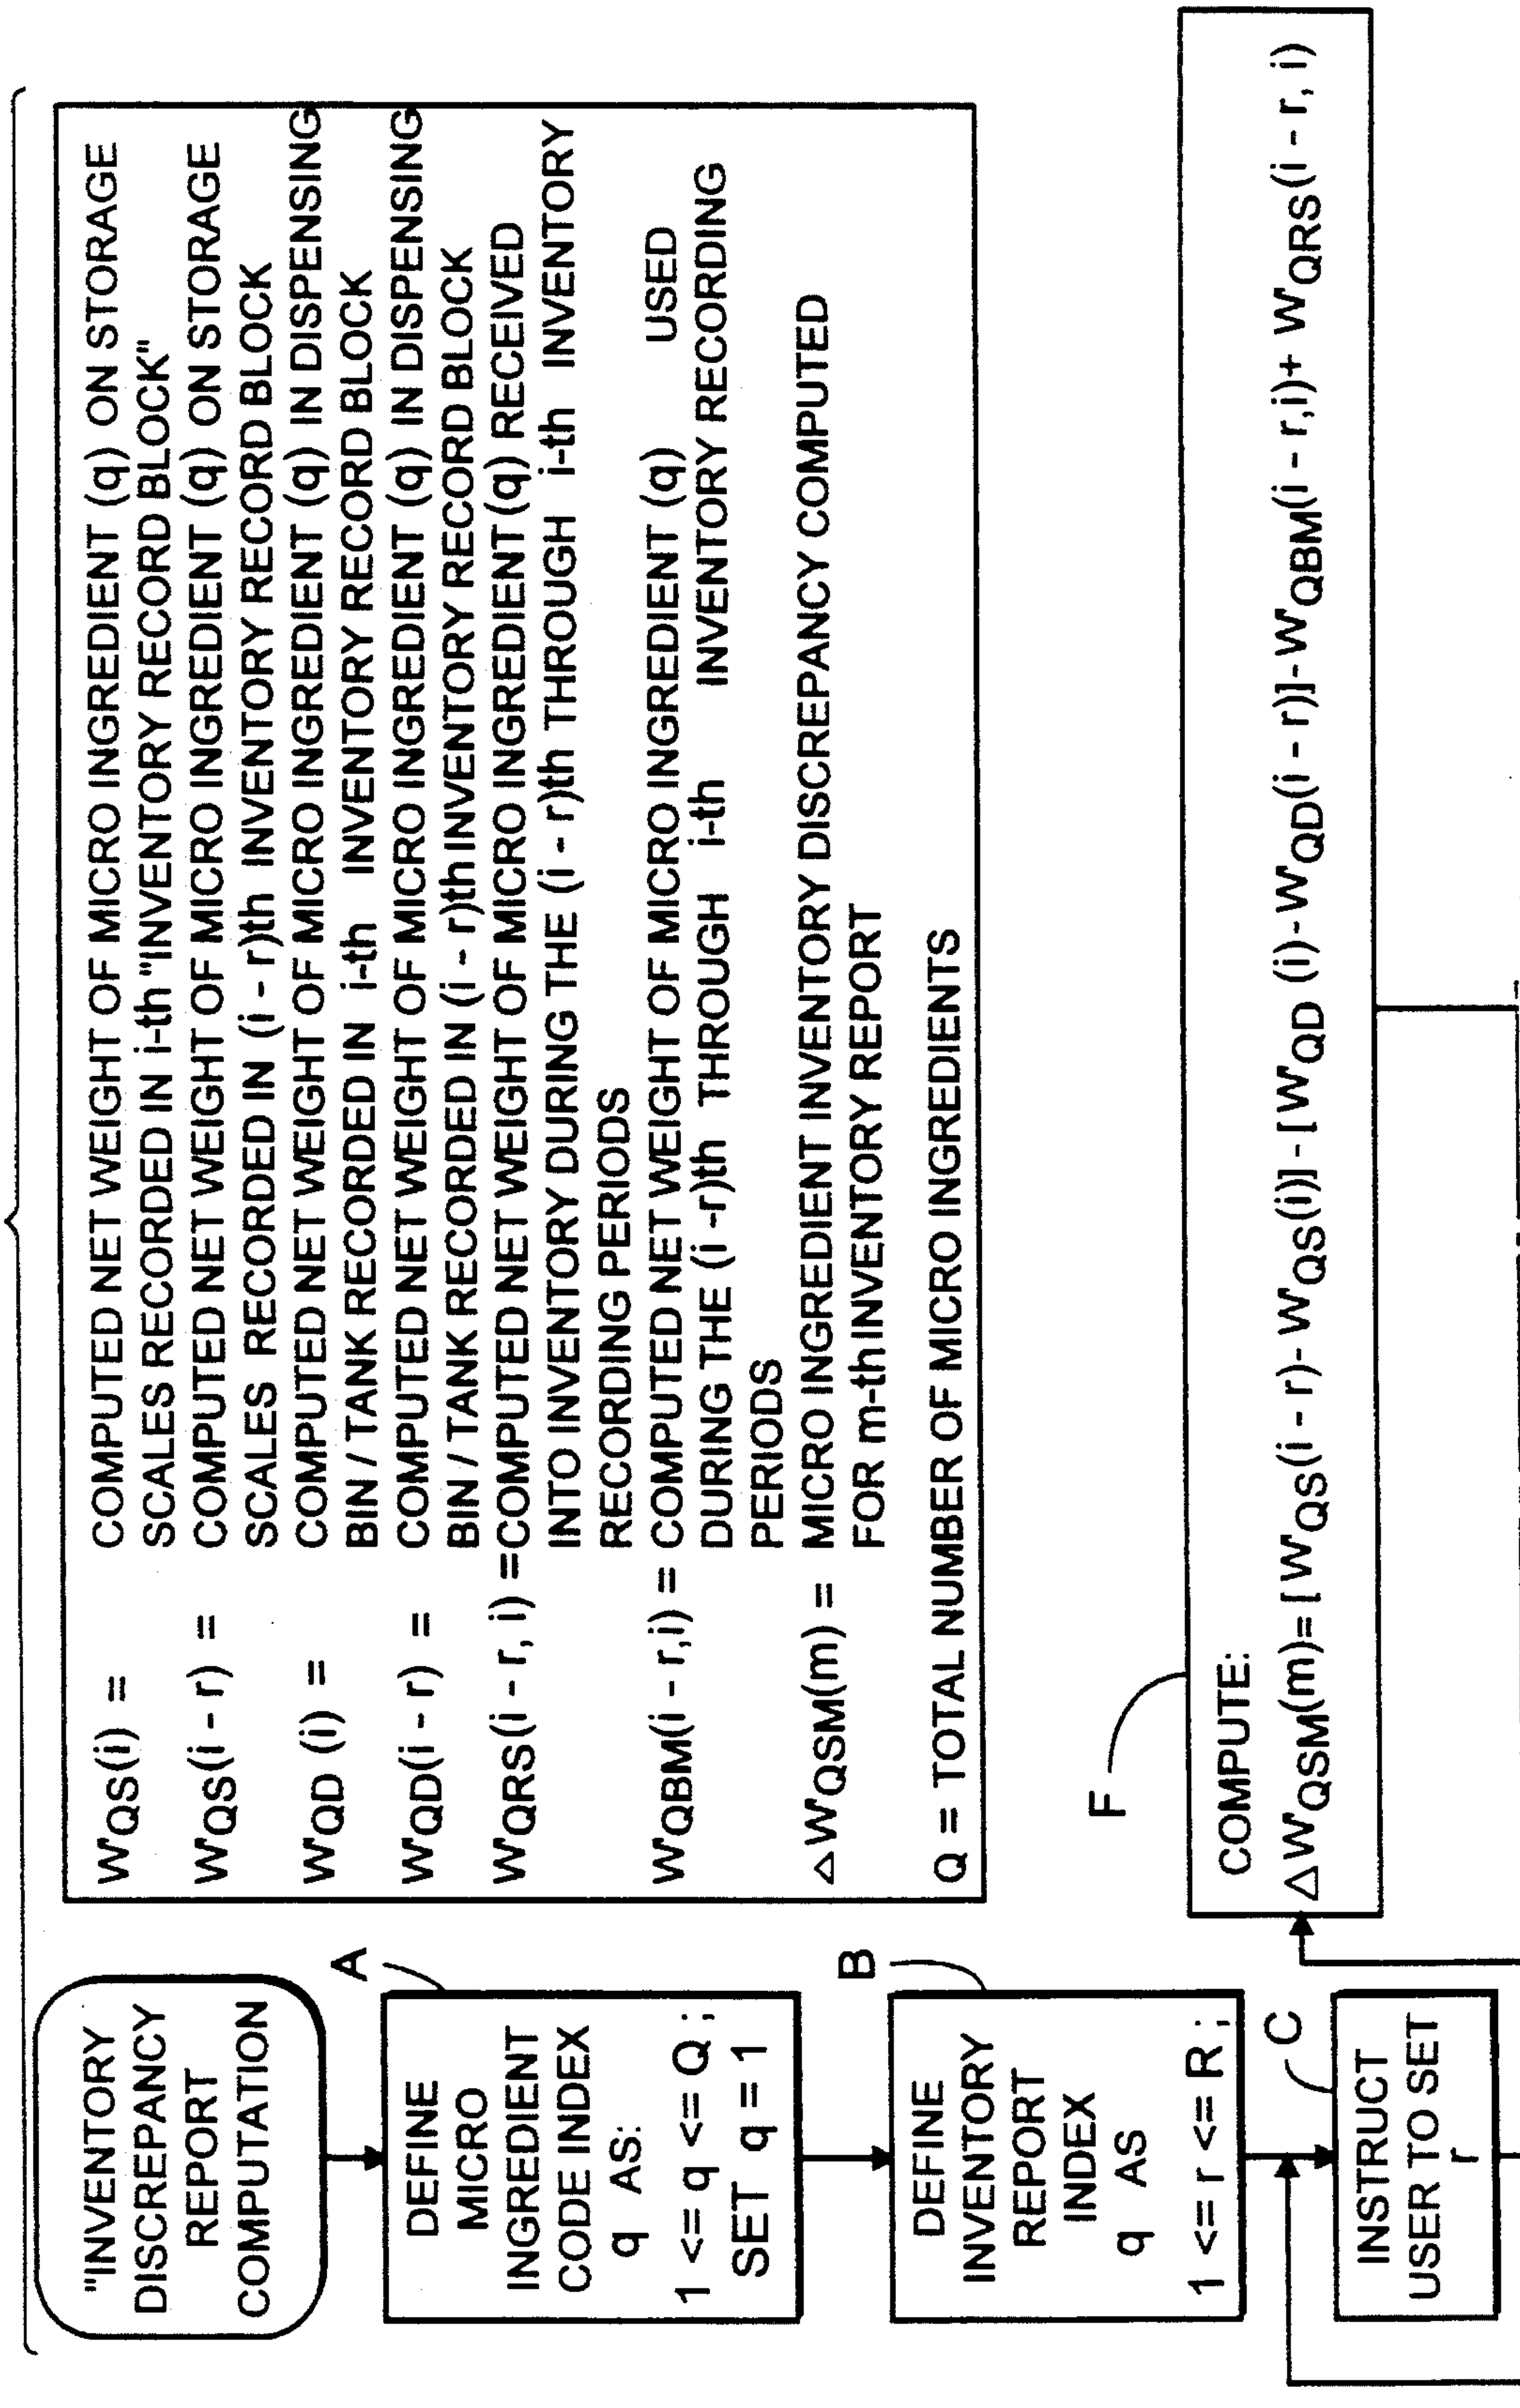 "INVENTORY
DISCREPANCY
REPORT
COMPUTATION
A
DEFINE
MICRO
INGREDIENT
CODE INDEX
q AS:
1 <= q <= Q ;
SET q = 1
B
DEFINE
INVENTORY
REPORT
INDEX
q AS
1 <= r <= R ;
C
INSTRUCT
USER TO SET
r
WQS(i) = COMPUTED NET WEIGHT OF MICRO INGREDIENT (q) ON STORAGE
SCALES RECORDED IN i-th "INVENTORY RECORD BLOCK"
WQS(i - r) = COMPUTED NET WEIGHT OF MICRO INGREDIENT (q) ON STORAGE
SCALES RECORDED IN (i - r)th INVENTORY RECORD BLOCK
WQD (i) = COMPUTED NET WEIGHT OF MICRO INGREDIENT (q) IN DISPENSING
BIN / TANK RECORDED IN i-th INVENTORY RECORD BLOCK
WQD(i - r) = COMPUTED NET WEIGHT OF MICRO INGREDIENT (q) IN DISPENSING
BIN / TANK RECORDED IN (i - r)th INVENTORY RECORD BLOCK
WQRS(i - r, i) =COMPUTED NET WEIGHT OF MICRO INGREDIENT (q) RECEIVED
INTO INVENTORY DURING THE (i - r)th THROUGH i-th INVENTORY
RECORDING PERIODS
WQBM(i - r,i) = COMPUTED NET WEIGHT OF MICRO INGREDIENT (q) USED
DURING THE (i -r)th THROUGH i-th INVENTORY RECORDING
PERIODS
△WQSM(m) = MICRO INGREDIENT INVENTORY DISCREPANCY COMPUTED
FOR m-th INVENTORY REPORT
Q = TOTAL NUMBER OF MICRO INGREDIENTS
F
COMPUTE:
△WQSM(m)= [WQS(i - r)- WQS(i)] - [WQD (i)-WQD(i - r)]-WQBM(i - r,i)+ WQRS(i - r, i)